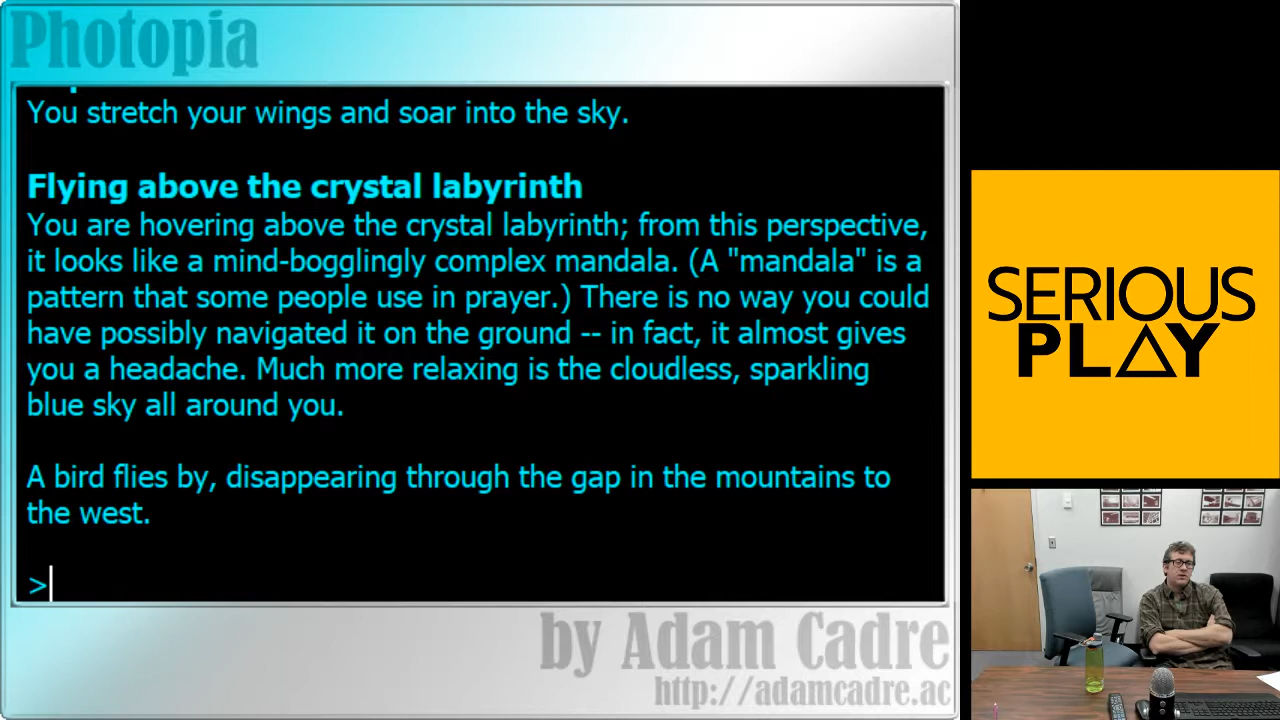 Photopia
You stretch your wings and soar into the sky.
Flying above the crystal labyrinth
You are hovering above the crystal labyrinth; from this perspective,
it looks like a mind-bogglingly complex mandala. (A "mandala" is a
pattern that some people use in prayer.) There is no way you could
have possibly navigated it on the ground -- in fact, it almost gives
you a headache. Much more relaxing is the cloudless, sparkling
blue sky all around you.
A bird flies by, disappearing through the gap in the mountains to
the west.
>
by Adam Cadre
http://adamcadre.ac
SERIOUS
PLAY